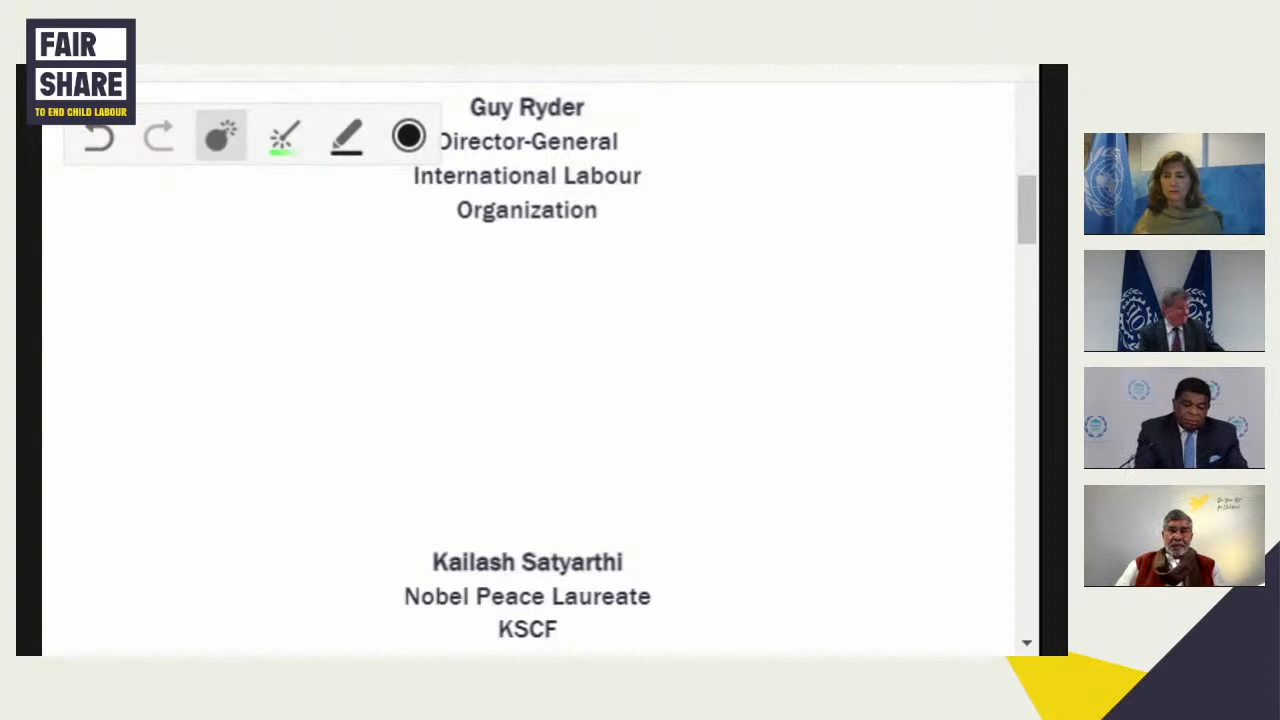 FAIR
SHARE
TO END CHILD LABOUR
Guy Ryder
Director-General
International Labour
Organization
Kailash Satyarthi
Nobel Peace Laureate
KSCF